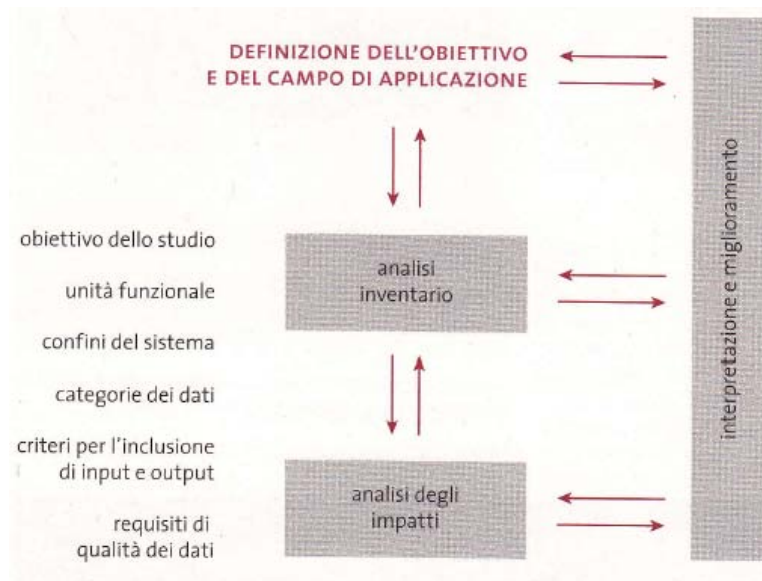 DEFINIZIONE DELL'OBIETTIVO
E DEL CAMPO DI APPLICAZIONE
obiettivo dello studio
unità funzionale
confini del sistema
categorie dei dati
criteri per l'inclusione
di input e output
requisiti di
qualità dei dati
analisi
inventario
analisi degli
impatti
interpretazione e miglioramento